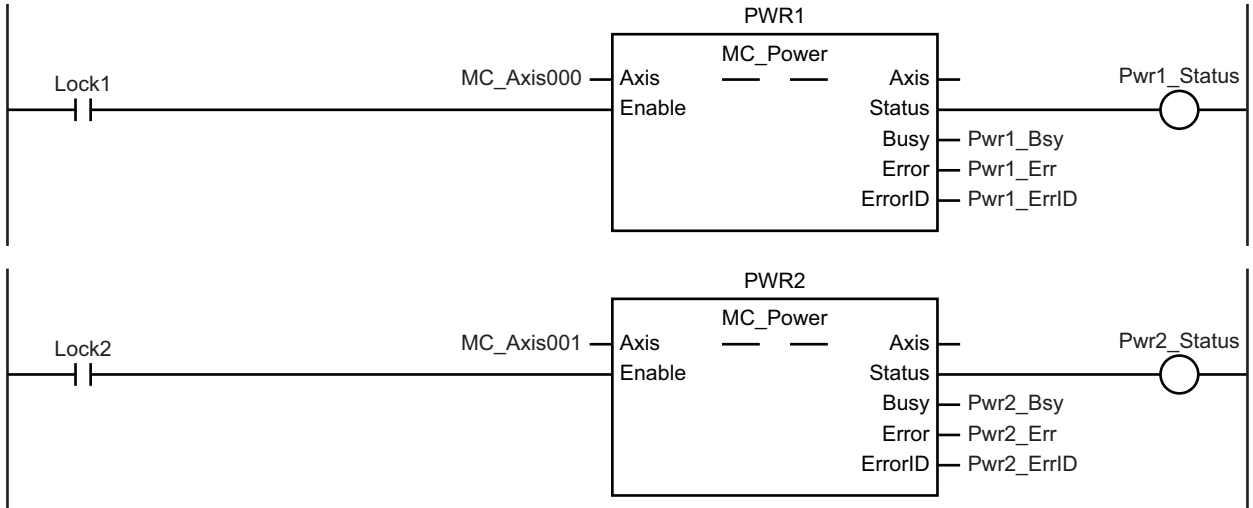 PWR1
MC_Power
Lock1
MC_Axis000
Axis
Axis
Pwr1_Status
Enable
Status
Busy
Pwr1_Bsy
Error
Pwr1_Err
ErrorID
Pwr1_ErrID
PWR2
MC_Power
Lock2
MC_Axis001
Axis
Axis
Pwr2_Status
Enable
Status
Busy
Pwr2_Bsy
Error
Pwr2_Err
ErrorID
Pwr2_ErrID